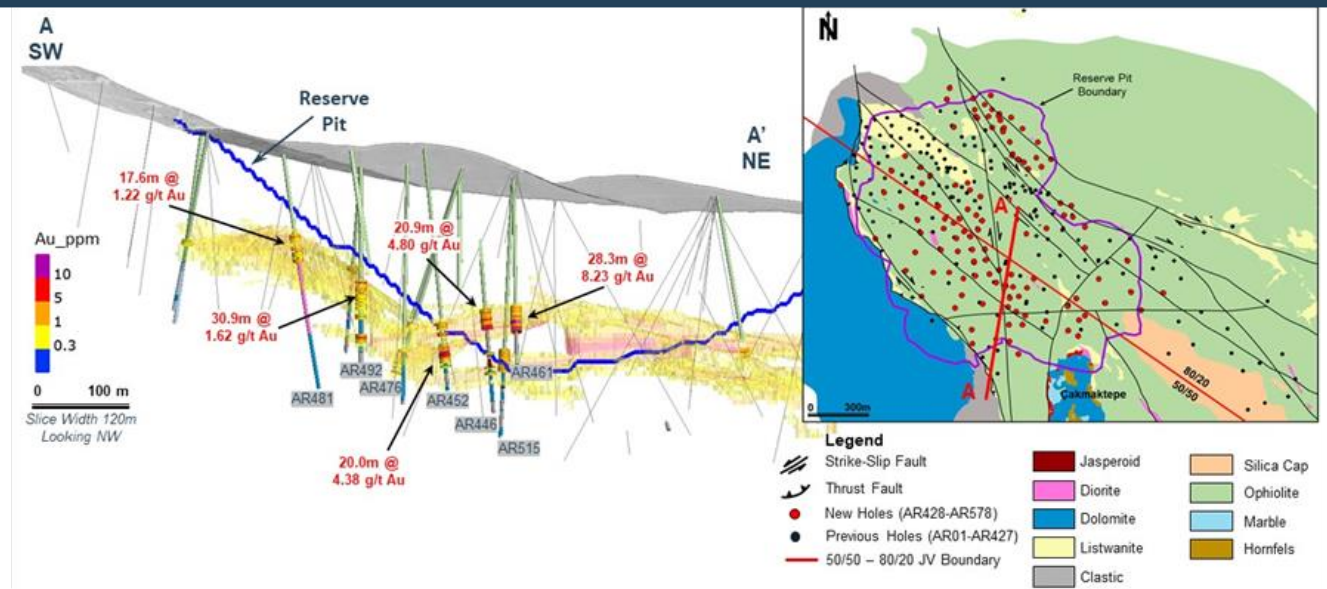 A
SW
Reserve
Pit
A’
NE
17.6m @
1.22 g/t Au
20.9m @
4.80 g/t Au
28.3m @
8.23 g/t Au
30.9m @
1.62 g/t Au
20.0m @
4.38 g/t Au
Au_ppm
10
5
1
0.3
0
100 m
Slice Width 120m
Looking NW
AR481
AR492
AR476
AR452
AR446
AR461
AR515
N
Reserve Pit
Boundary
A'
A
80/20
50/50
Çakmaktepe
0
300m
Legend
Strike-Slip Fault
Thrust Fault
New Holes (AR428-AR578)
Previous Holes (AR01-AR427)
50/50 – 80/20 JV Boundary
Jasperoid
Diorite
Dolomite
Listwanite
Clastic
Silica Cap
Ophiolite
Marble
Hornfels